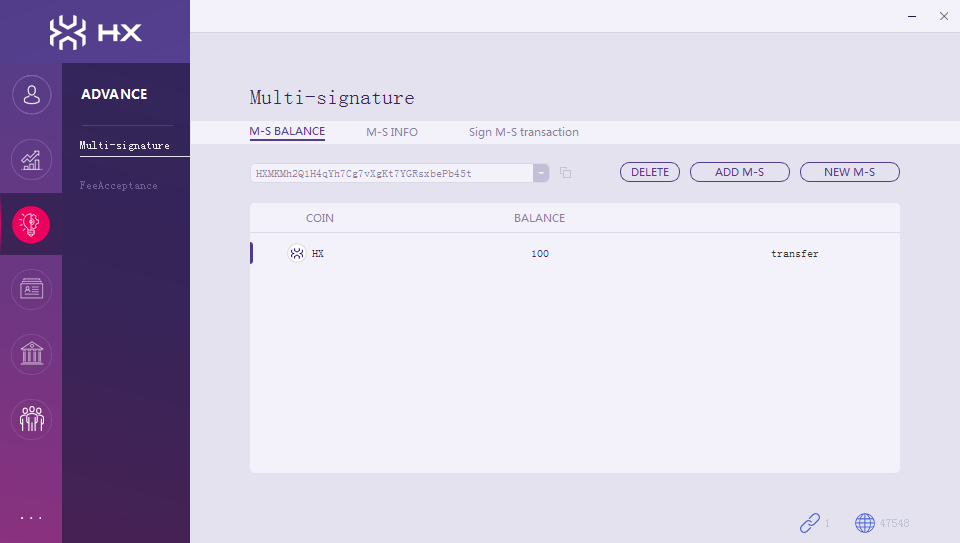 HX
ADVANCE
Multi-signature
FeeAcceptance
Multi-signature
M-S BALANCE M-S INFO Sign M-S transaction
HXMKMh2QiH4qYh7Cg7vXgKt7YGRsxbePb45t DELETE ADD M-S NEW M-S
COIN BALANCE
HX 100 transfer
1 47548